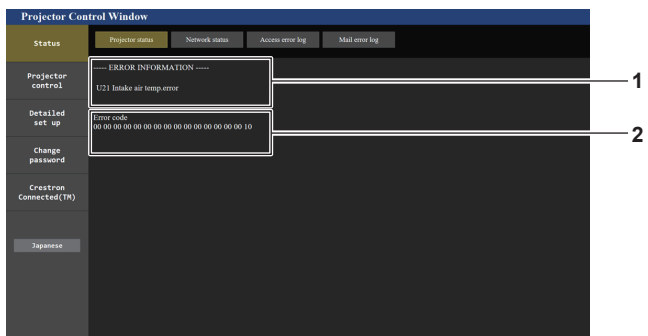 Projector Control Window
Status
Projector status
Network status
Access error log
Mail error log
Projector
control
Detailed
set up
Change
password
Crestron
Connected(TM)
Japanese
----- ERROR INFORMATION -----
U21 Intake air temp.error
Error code
00 00 00 00 00 00 00 00 00 00 00 00 00 00 00 10
1
2